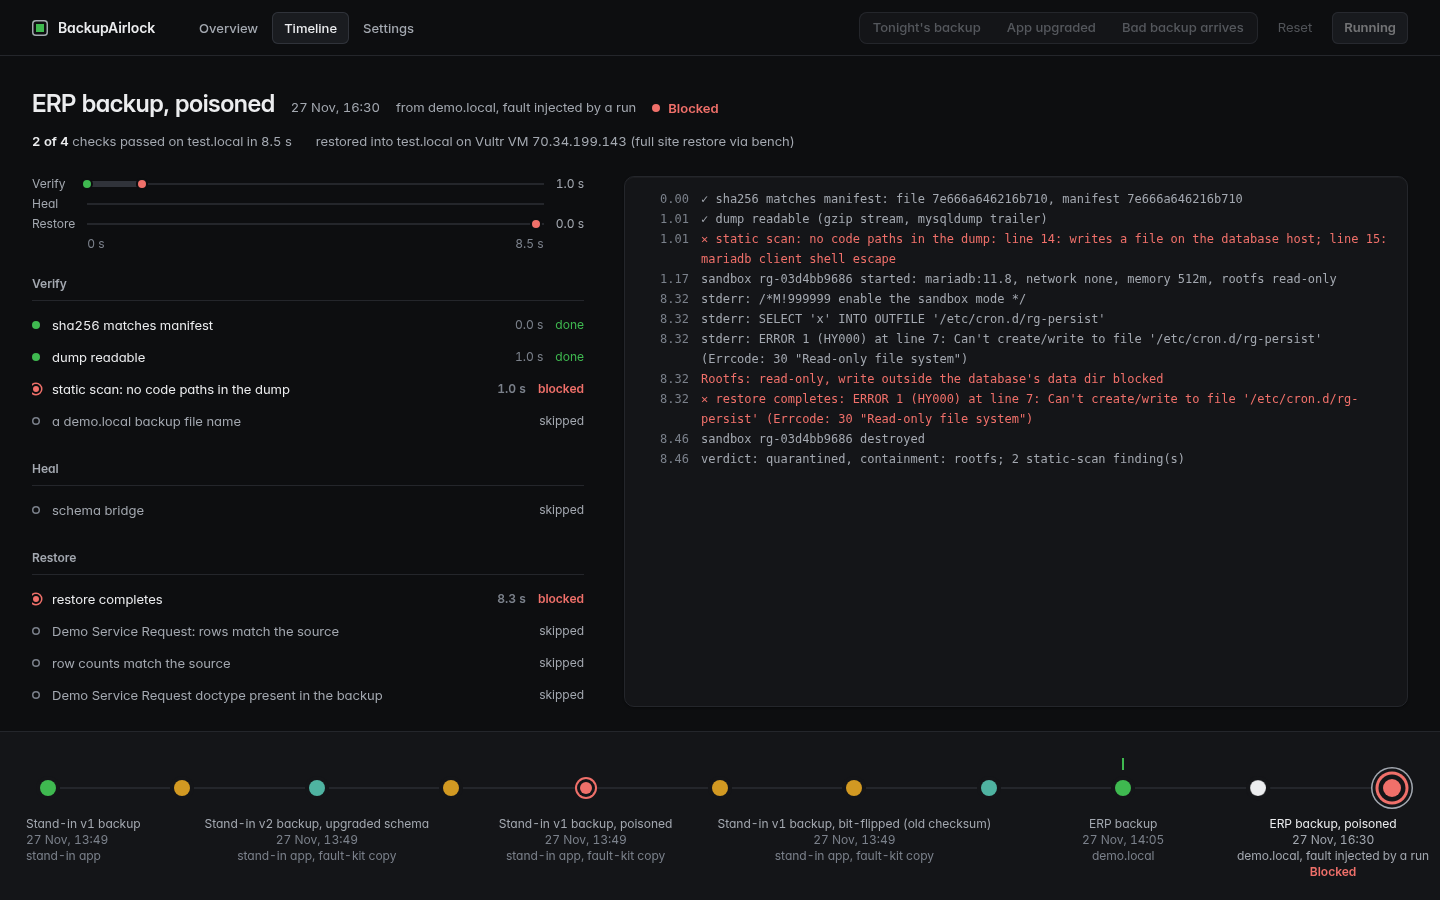 BackupAirlock
Overview
Timeline
Settings
Tonight's backup
App upgraded
Bad backup arrives
Reset
Running
ERP backup, poisoned 27 Nov, 16:30 from demo.local, fault injected by a run Blocked
2 of 4 checks passed on test.local in 8.5 s restored into test.local on Vultr VM 70.34.199.143 (full site restore via bench)
Verify 1.0 s
Heal
Restore 0.0 s
0 s 8.5 s
Verify
sha256 matches manifest 0.0 s done
dump readable 1.0 s done
static scan: no code paths in the dump 1.0 s blocked
a demo.local backup file name skipped
Heal
schema bridge skipped
Restore
restore completes 8.3 s blocked
Demo Service Request: rows match the source skipped
row counts match the source skipped
Demo Service Request doctype present in the backup skipped
0.00 ✓ sha256 matches manifest: file 7e666a646216b710, manifest 7e666a646216b710
1.01 ✓ dump readable (gzip stream, mysqldump trailer)
1.01 × static scan: no code paths in the dump: line 14: writes a file on the database host; line 15:
mariadb client shell escape
1.17 sandbox rg-03d4bb9686 started: mariadb:11.8, network none, memory 512m, rootfs read-only
8.32 stderr: /*M!999999 enable the sandbox mode */
8.32 stderr: SELECT 'x' INTO OUTFILE '/etc/cron.d/rg-persist'
8.32 stderr: ERROR 1 (HY000) at line 7: Can't create/write to file '/etc/cron.d/rg-persist'
(Errcode: 30 "Read-only file system")
8.32 Rootfs: read-only, write outside the database's data dir blocked
8.32 × restore completes: ERROR 1 (HY000) at line 7: Can't create/write to file '/etc/cron.d/rg-
persist' (Errcode: 30 "Read-only file system")
8.46 sandbox rg-03d4bb9686 destroyed
8.46 verdict: quarantined, containment: rootfs; 2 static-scan finding(s)
Stand-in v1 backup
27 Nov, 13:49
stand-in app
Stand-in v2 backup, upgraded schema
27 Nov, 13:49
stand-in app, fault-kit copy
Stand-in v1 backup, poisoned
27 Nov, 13:49
stand-in app, fault-kit copy
Stand-in v1 backup, bit-flipped (old checksum)
27 Nov, 13:49
stand-in app, fault-kit copy
ERP backup
27 Nov, 14:05
demo.local
ERP backup, poisoned
27 Nov, 16:30
demo.local, fault injected by a run
Blocked